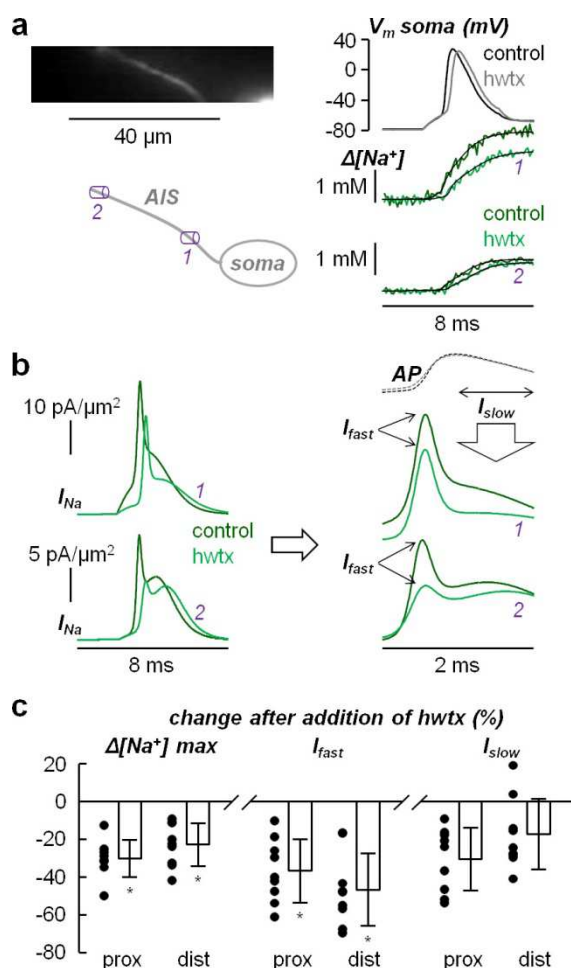 a
V_m soma (mV)
40
0
-40
-80
control
hwtx
40 µm
Δ[Na⁺]
1 mM
1
AIS
2
1
soma
control
hwtx
1 mM
2
8 ms
b
10 pA/µm²
I_Na
1
control
hwtx
5 pA/µm²
I_Na
2
8 ms
AP
I_slow
I_fast
1
I_fast
2
2 ms
c
change after addition of hwtx (%)
Δ[Na⁺] max I_fast I_slow
20
0
-20
-40
-60
-80
* * * *
prox dist prox dist prox dist